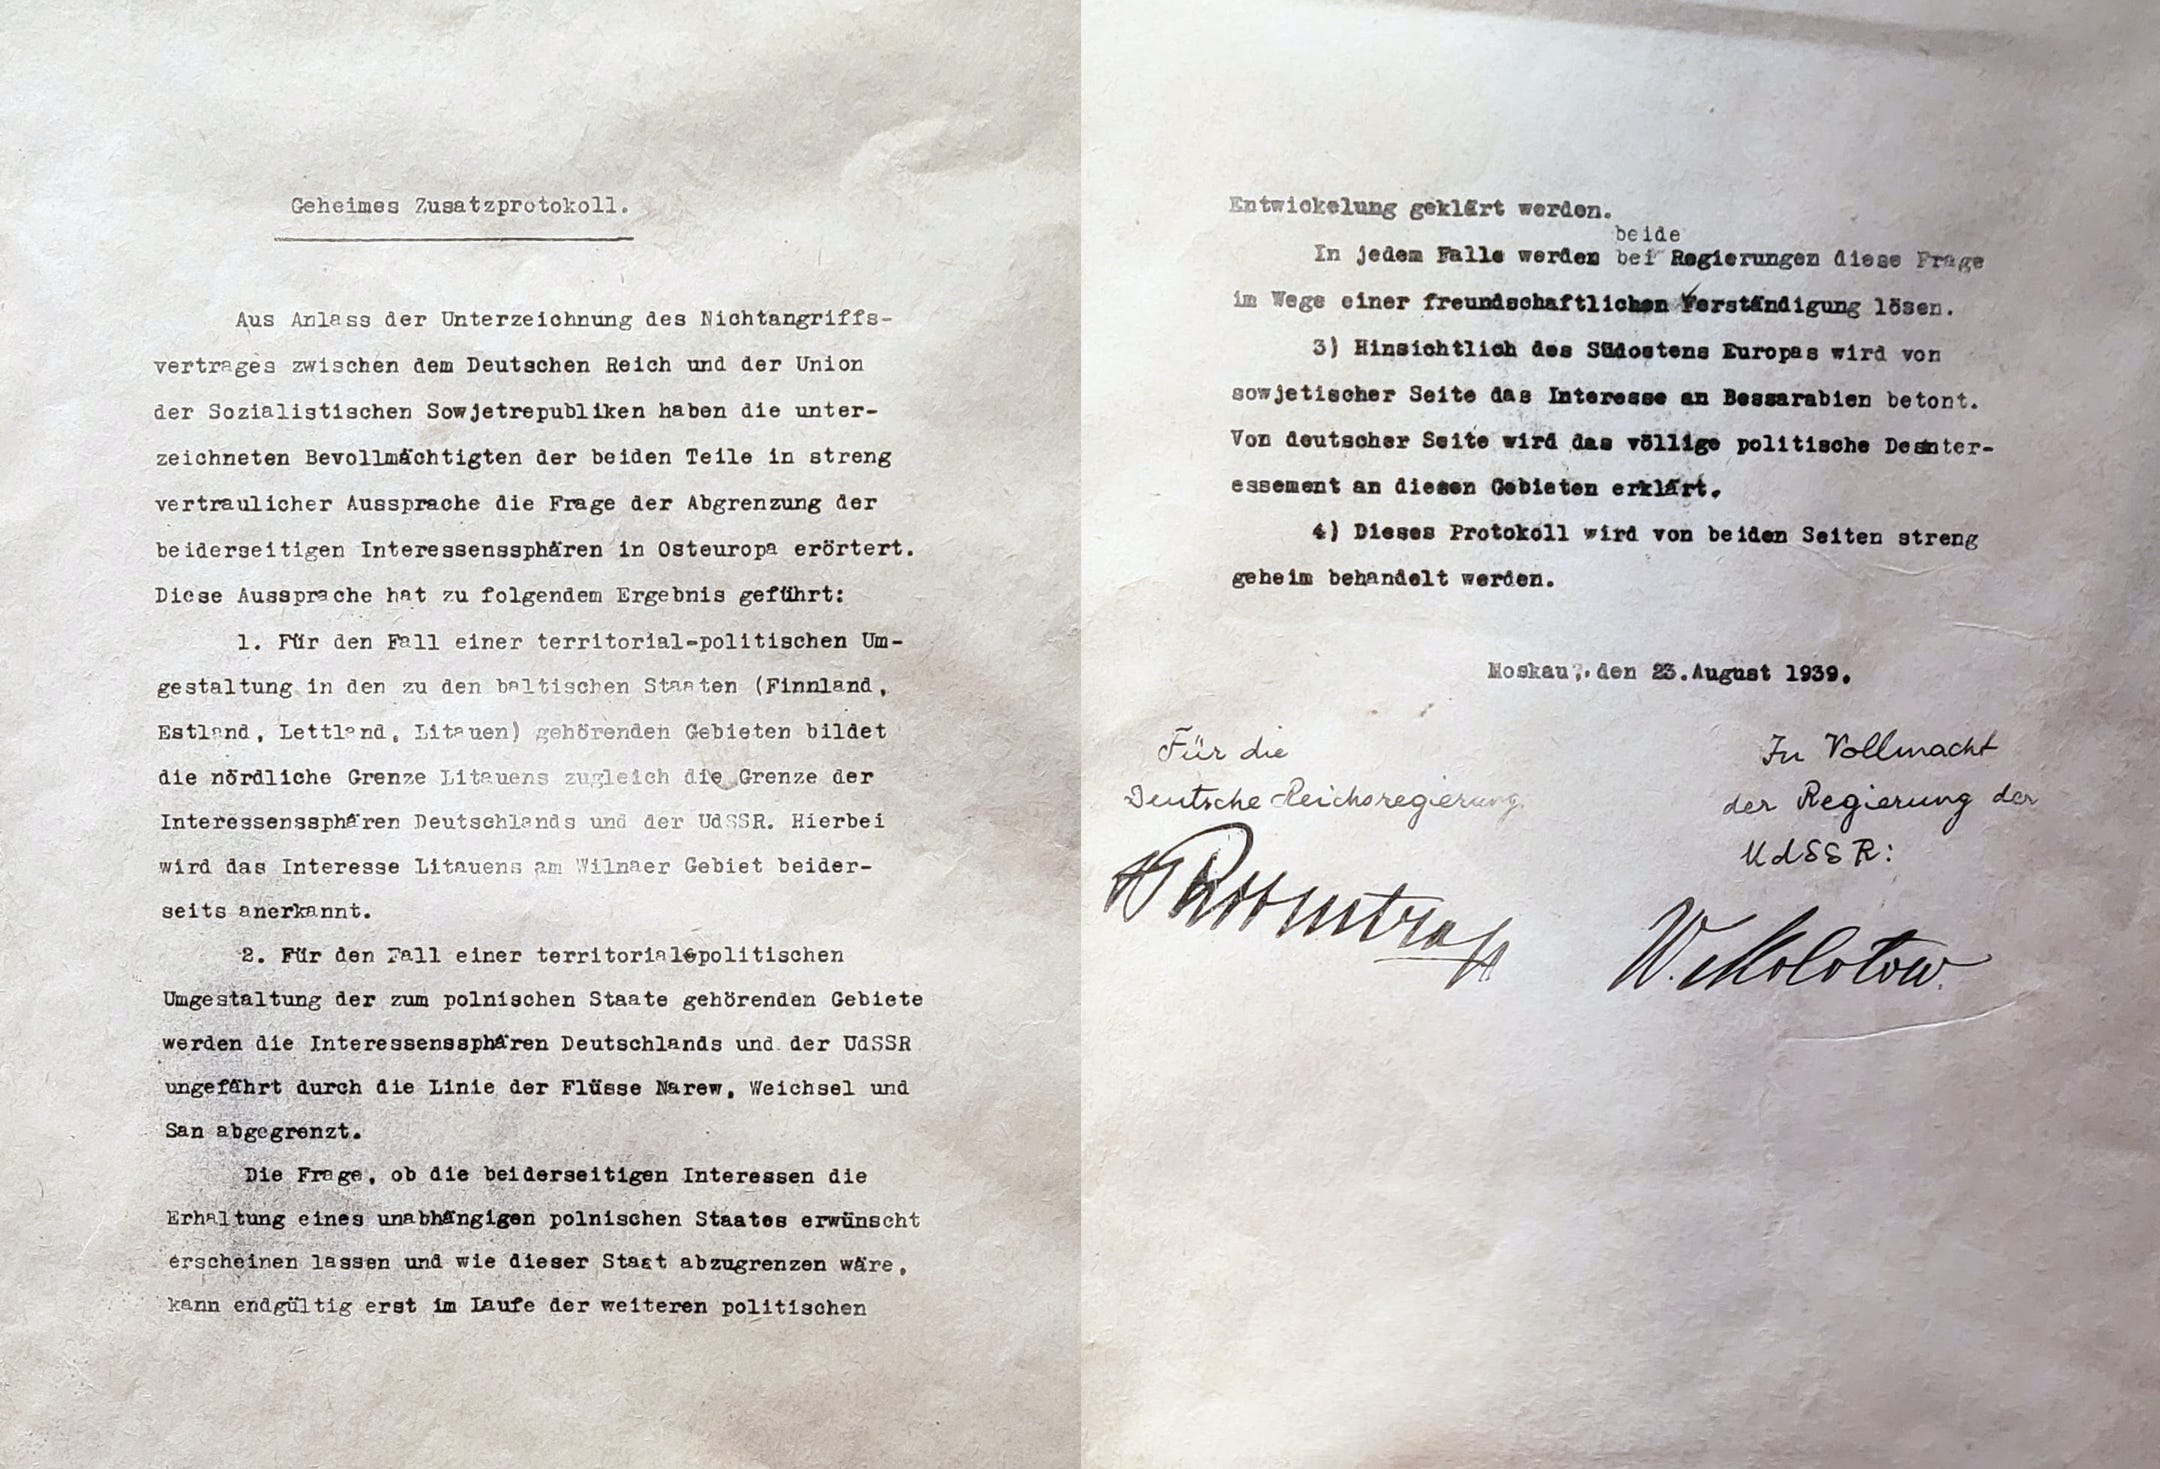 Geheimes Zusatzprotokoll.
Aus Anlass der Unterzeichnung des Nichtangriffs-
vertrages zwischen dem Deutschen Reich und der Union
der Sozialistischen Sowjetrepubliken haben die unter-
zeichneten Bevollmächtigten der beiden Teile in streng
vertraulicher Aussprache die Frage der Abgrenzung der
beiderseitigen Interessenssphären in Osteuropa erörtert.
Diese Aussprache hat zu folgendem Ergebnis geführt:
1. Für den Fall einer territorial-politischen Um-
gestaltung in den zu den baltischen Staaten (Finnland,
Estland, Lettland, Litauen) gehörenden Gebieten bildet
die nördliche Grenze Litauens zugleich die Grenze der
Interessenssphären Deutschlands und der UdSSR. Hierbei
wird das Interesse Litauens am Wilnaer Gebiet beider-
seits anerkannt.
2. Für den Fall einer territorial-politischen
Umgestaltung der zum polnischen Staate gehörenden Gebiete
werden die Interessenssphären Deutschlands und der UdSSR
ungefährt durch die Linie der Flüsse Narew, Weichsel und
San abgegrenzt.
Die Frage, ob die beiderseitigen Interessen die
Erhaltung eines unabhängigen polnischen Staates erwünscht
erscheinen lassen und wie dieser Staat abzugrenzen wäre,
kann endgültig erst im Laufe der weiteren politischen
Entwickelung geklärt werden.
beide
In jedem Falle werden bei Regierungen diese Frage
im Wege einer freundschaftlichen Verständigung lösen.
3) Hinsichtlich des Südostens Europas wird von
sowjetischer Seite das Interesse an Bessarabien betont.
Von deutscher Seite wird das völlige politische Desinter-
essement an diesen Gebieten erklärt.
4) Dieses Protokoll wird von beiden Seiten streng
geheim behandelt werden.
Moskau, den 23. August 1939.
Für die
Deutsche Reichsregierung
Ribbentrop
In Vollmacht
der Regierung der
UdSSR:
W. Molotow